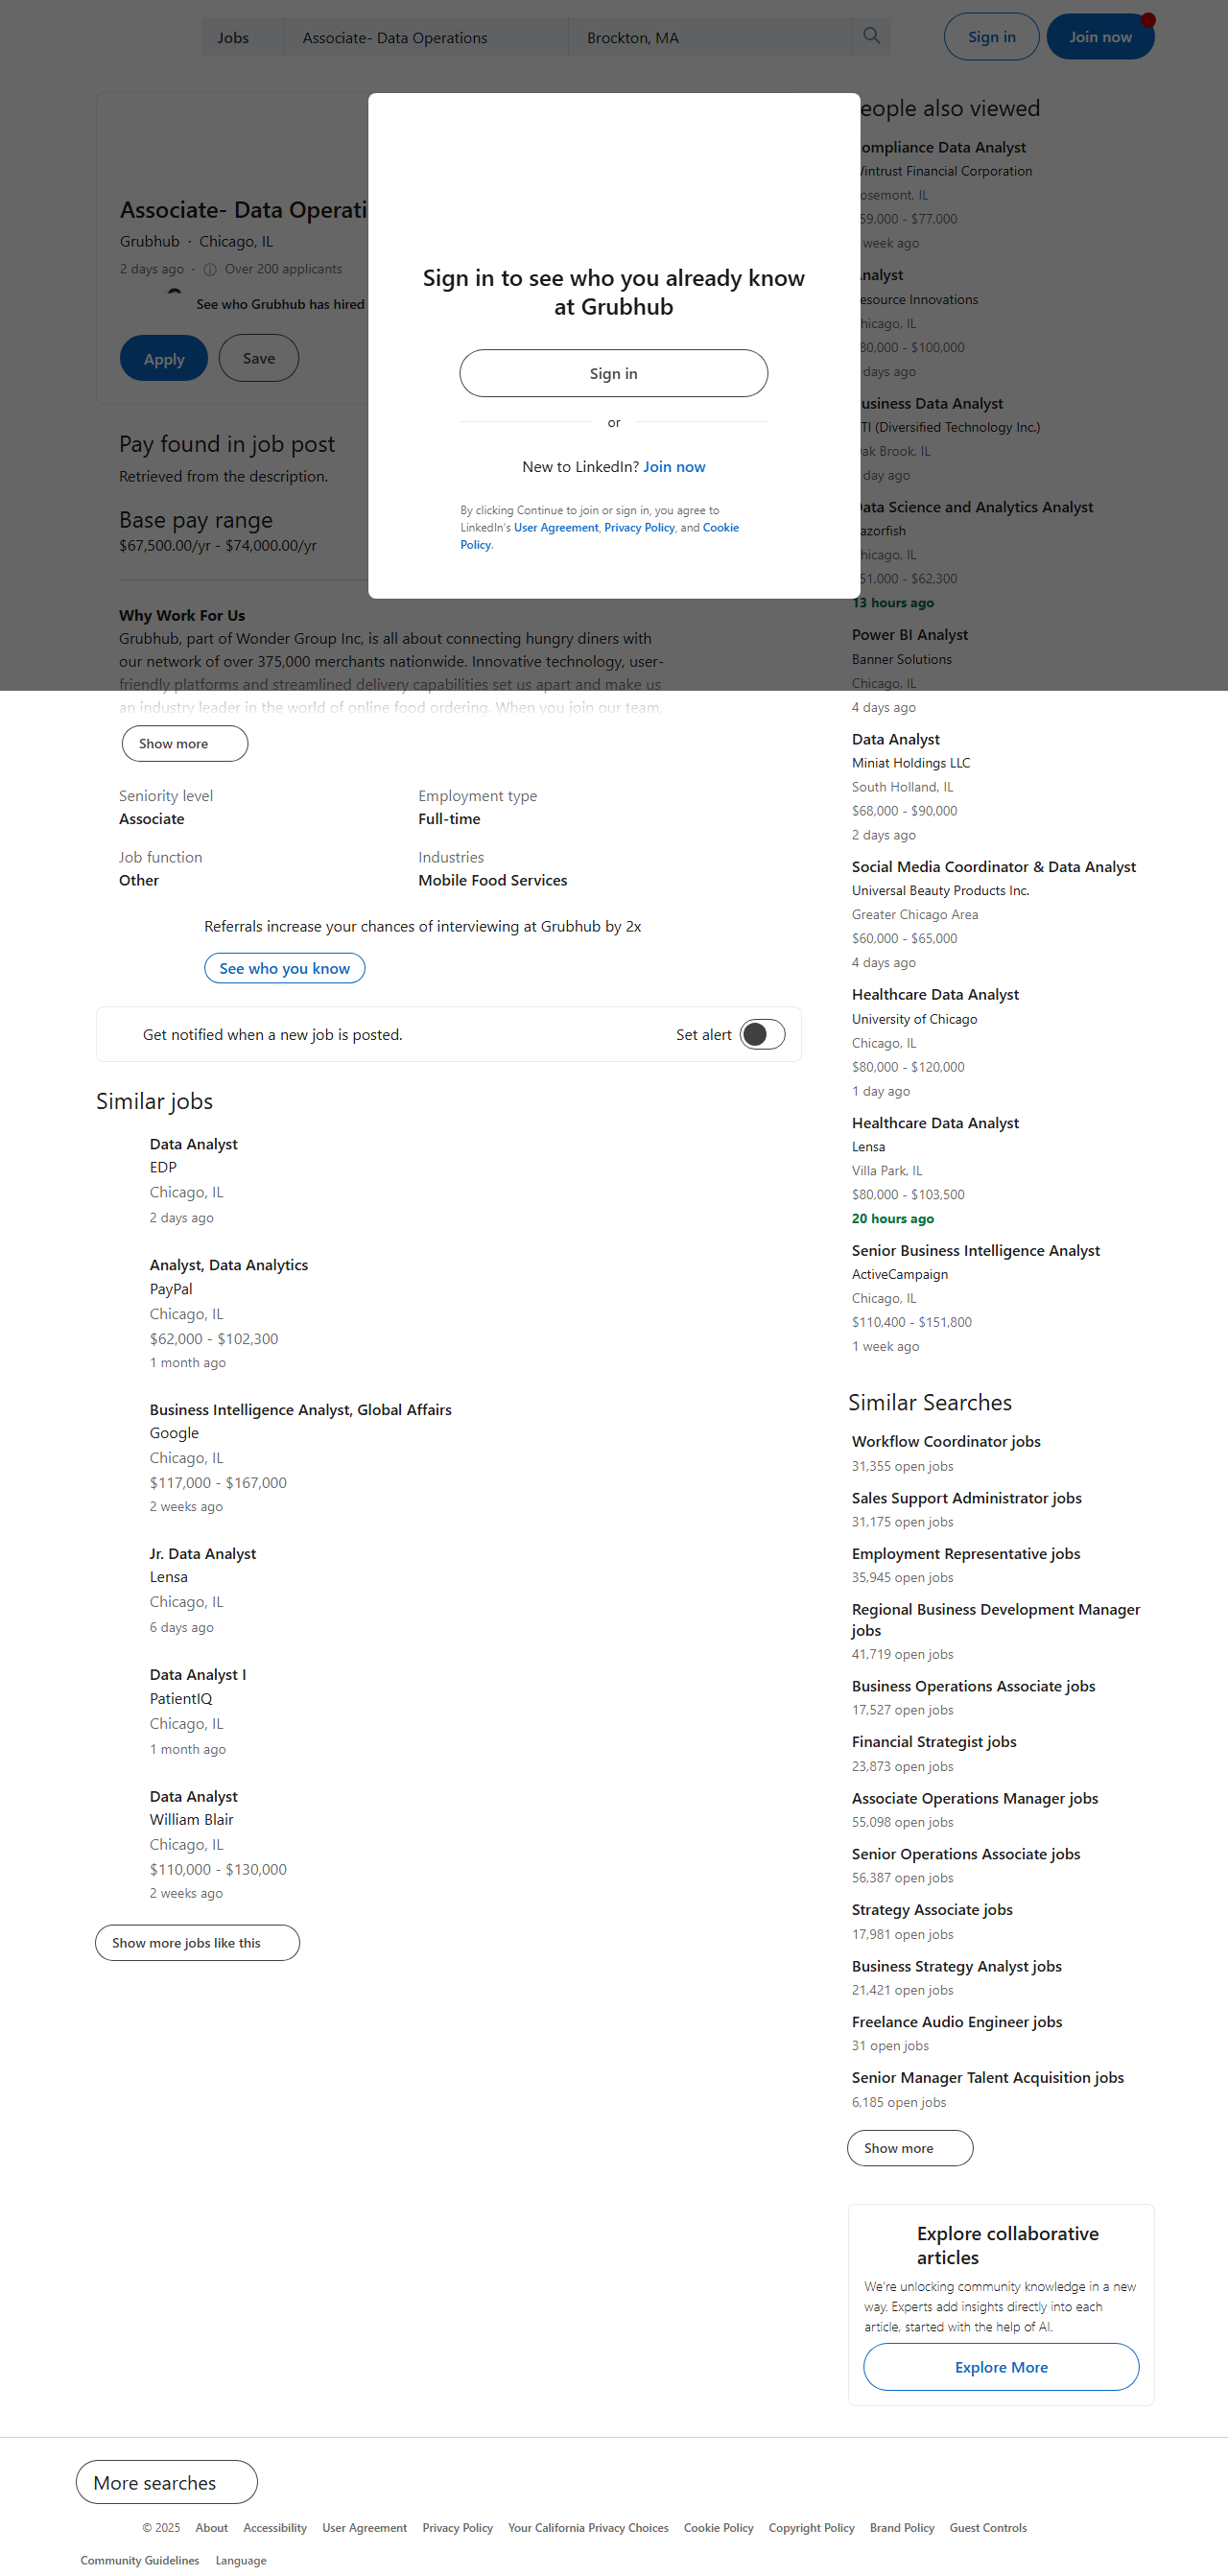 Jobs
Associate- Data Operations
Brockton, MA
Sign in
Join now
Associate- Data Operati
Grubhub · Chicago, IL
2 days ago · Over 200 applicants
See who Grubhub has hired
Apply
Save
Sign in to see who you already know
at Grubhub
Sign in
or
New to LinkedIn? Join now
By clicking Continue to join or sign in, you agree to
LinkedIn's User Agreement, Privacy Policy, and Cookie
Policy.
Pay found in job post
Retrieved from the description.
Base pay range
$67,500.00/yr - $74,000.00/yr
Why Work For Us
Grubhub, part of Wonder Group Inc, is all about connecting hungry diners with
our network of over 375,000 merchants nationwide. Innovative technology, user-
friendly platforms and streamlined delivery capabilities set us apart and make us
an industry leader in the world of online food ordering. When you join our team,
Show more
Seniority level
Associate
Employment type
Full-time
Job function
Other
Industries
Mobile Food Services
Referrals increase your chances of interviewing at Grubhub by 2x
See who you know
Get notified when a new job is posted.
Set alert
Similar jobs
Data Analyst
EDP
Chicago, IL
2 days ago
Analyst, Data Analytics
PayPal
Chicago, IL
$62,000 - $102,300
1 month ago
Business Intelligence Analyst, Global Affairs
Google
Chicago, IL
$117,000 - $167,000
2 weeks ago
Jr. Data Analyst
Lensa
Chicago, IL
6 days ago
Data Analyst I
PatientIQ
Chicago, IL
1 month ago
Data Analyst
William Blair
Chicago, IL
$110,000 - $130,000
2 weeks ago
Show more jobs like this
eople also viewed
ompliance Data Analyst
Wintrust Financial Corporation
osemont, IL
59,000 - $77,000
week ago
Analyst
esource Innovations
hicago, IL
80,000 - $100,000
days ago
usiness Data Analyst
TI (Diversified Technology Inc.)
ak Brook, IL
day ago
ata Science and Analytics Analyst
azorfish
hicago, IL
51,000 - $62,300
13 hours ago
Power BI Analyst
Banner Solutions
Chicago, IL
4 days ago
Data Analyst
Miniat Holdings LLC
South Holland, IL
$68,000 - $90,000
2 days ago
Social Media Coordinator & Data Analyst
Universal Beauty Products Inc.
Greater Chicago Area
$60,000 - $65,000
4 days ago
Healthcare Data Analyst
University of Chicago
Chicago, IL
$80,000 - $120,000
1 day ago
Healthcare Data Analyst
Lensa
Villa Park, IL
$80,000 - $103,500
20 hours ago
Senior Business Intelligence Analyst
ActiveCampaign
Chicago, IL
$110,400 - $151,800
1 week ago
Similar Searches
Workflow Coordinator jobs
31,355 open jobs
Sales Support Administrator jobs
31,175 open jobs
Employment Representative jobs
35,945 open jobs
Regional Business Development Manager
jobs
41,719 open jobs
Business Operations Associate jobs
17,527 open jobs
Financial Strategist jobs
23,873 open jobs
Associate Operations Manager jobs
55,098 open jobs
Senior Operations Associate jobs
56,387 open jobs
Strategy Associate jobs
17,981 open jobs
Business Strategy Analyst jobs
21,421 open jobs
Freelance Audio Engineer jobs
31 open jobs
Senior Manager Talent Acquisition jobs
6,185 open jobs
Show more
Explore collaborative
articles
We're unlocking community knowledge in a new
way. Experts add insights directly into each
article, started with the help of AI.
Explore More
More searches
© 2025 About Accessibility User Agreement Privacy Policy Your California Privacy Choices Cookie Policy Copyright Policy Brand Policy Guest Controls
Community Guidelines Language